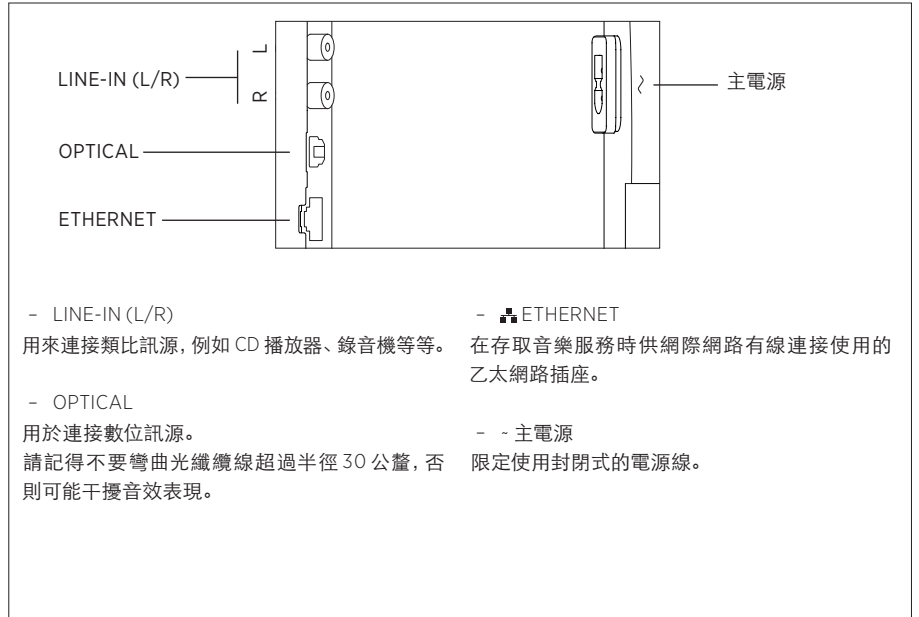 L
LINE-IN (L/R)
R
~
主電源
OPTICAL
ETHERNET
– LINE-IN (L/R)
用來連接類比訊源, 例如 CD 播放器、錄音機等等。
– OPTICAL
用於連接數位訊源。
請記得不要彎曲光纖纜線超過半徑 30 公釐, 否
則可能干擾音效表現。
– ETHERNET
在存取音樂服務時供網際網路有線連接使用的
乙太網路插座。
– ~ 主電源
限定使用封閉式的電源線。